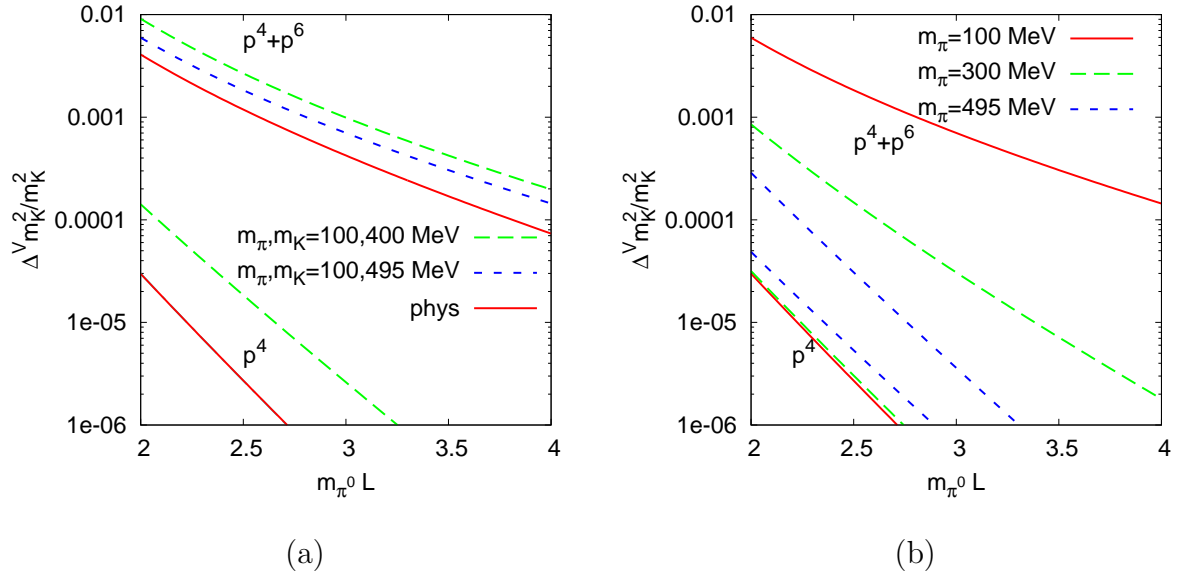 0.01
0.001
0.0001
1e-05
1e-06
2
2.5
3
3.5
4
Δ^V m_K^2/m_K^2
m_{π^0} L
p^4+p^6
p^4
m_π,m_K=100,400 MeV
m_π,m_K=100,495 MeV
phys
(a)
0.01
0.001
0.0001
1e-05
1e-06
2
2.5
3
3.5
4
Δ^V m_K^2/m_K^2
m_{π^0} L
m_π=100 MeV
m_π=300 MeV
m_π=495 MeV
p^4+p^6
p^4
(b)